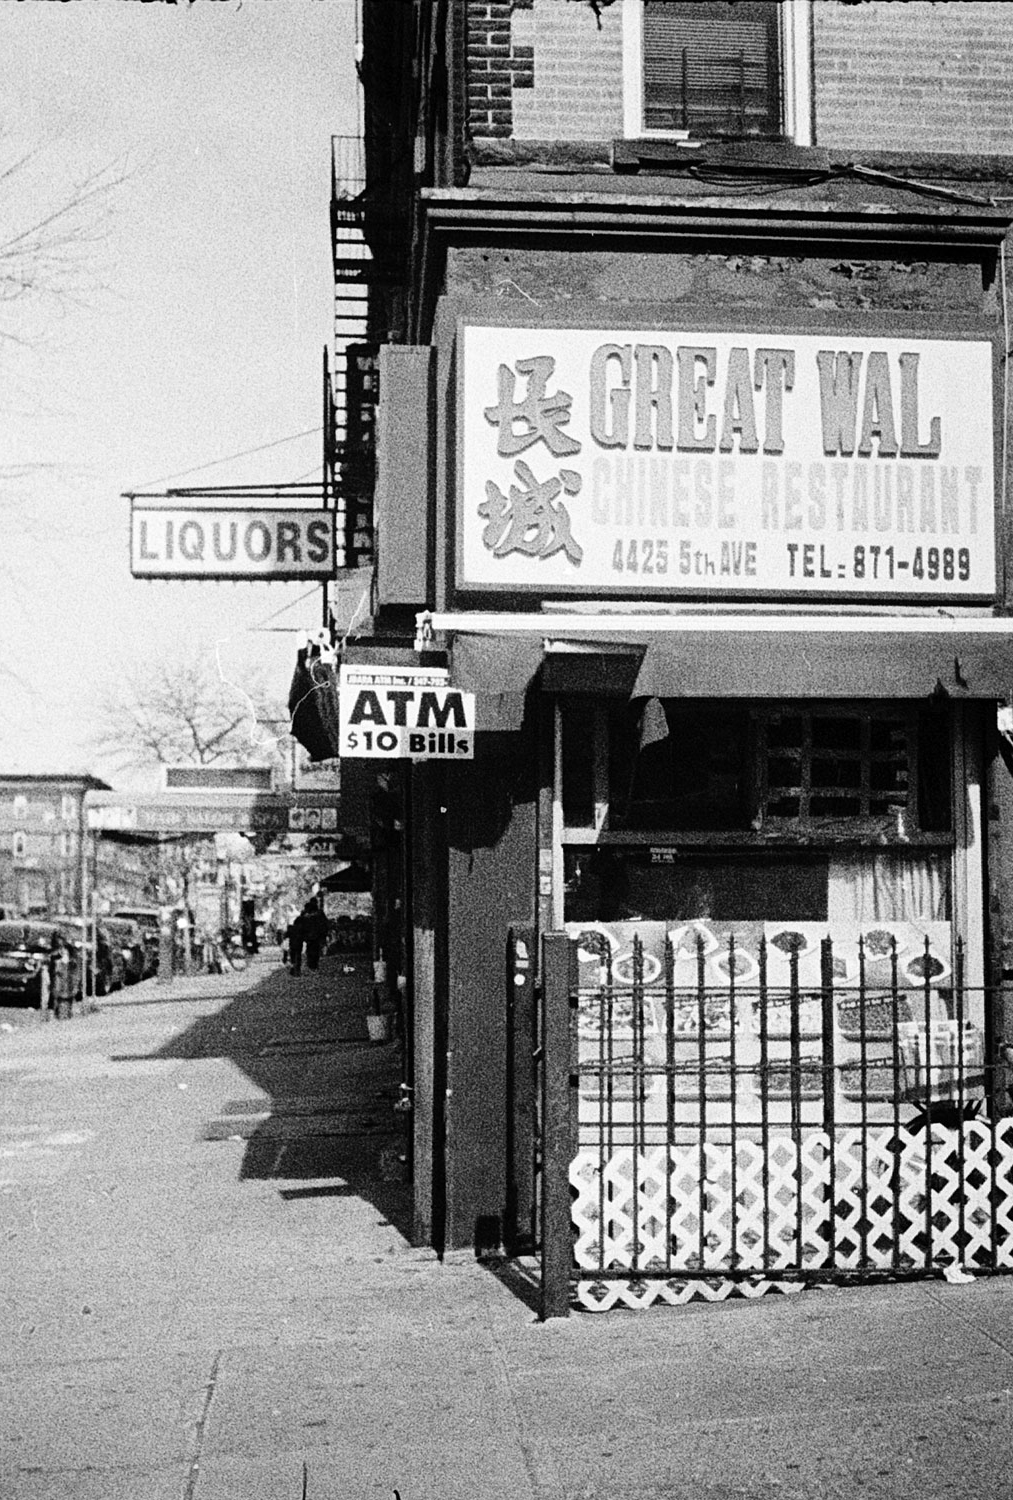 长城
GREAT WAL
CHINESE RESTAURANT
4425 5th AVE TEL: 871-4989
LIQUORS
ATM
$10 Bills